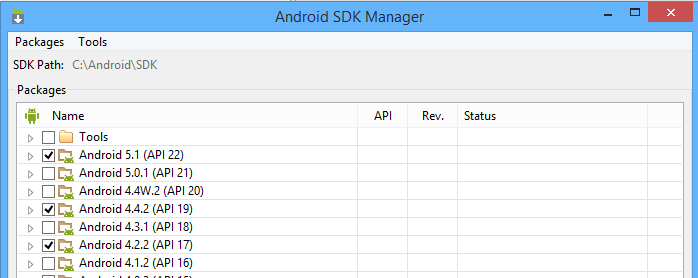 Android SDK Manager
Packages Tools
SDK Path: C:\Android\SDK
Packages
Name API Rev. Status
Tools
Android 5.1 (API 22)
Android 5.0.1 (API 21)
Android 4.4W.2 (API 20)
Android 4.4.2 (API 19)
Android 4.3.1 (API 18)
Android 4.2.2 (API 17)
Android 4.1.2 (API 16)